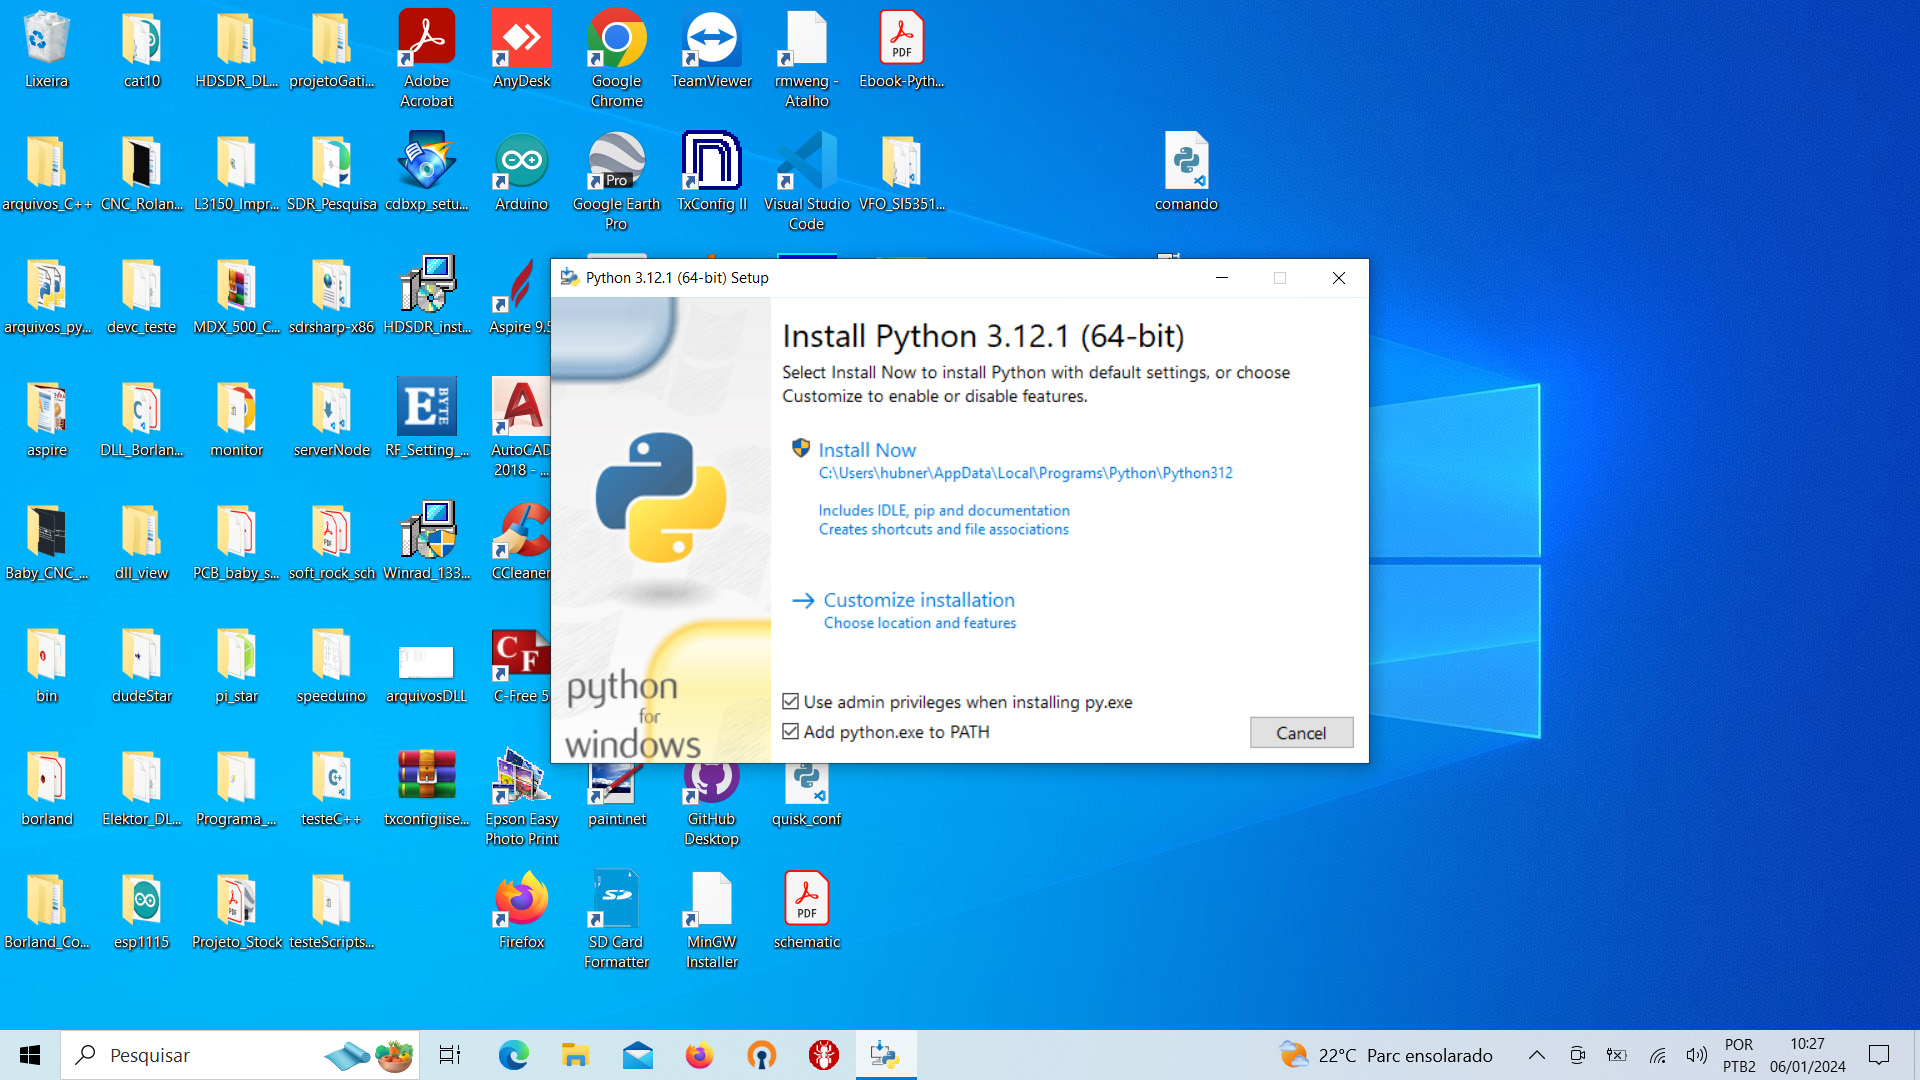 Lixeira
cat10
HDSDR_DL...
projetoGati...
Adobe
Acrobat
AnyDesk
Google
Chrome
TeamViewer
rmweng -
Atalho
PDF
Ebook-Pyth...
arquivos_C++
CNC_Rolan...
L3150_Impr...
SDR_Pesquisa
cdbxp_setu...
Arduino
Pro
Google Earth
Pro
TxConfig II
Visual Studio
Code
VFO_SI5351...
comando
arquivos_py...
devc_teste
MDX_500_C...
sdrsharp-x86
HDSDR_inst...
Aspire 9.5
aspire
DLL_Borlan...
monitor
serverNode
E BYTE
RF_Setting_...
AutoCAD
2018 - ...
Baby_CNC_...
dll_view
PCB_baby_s...
PDF
soft_rock_sch
Winrad_133...
CCleaner
bin
dudeStar
pi_star
speeduino
arquivosDLL
CF
C-Free 5
borland
Elektor_DL...
Programa_...
testeC++
txconfigiise...
Epson Easy
Photo Print
paint.net
GitHub
Desktop
quisk_conf
Borland_Co...
esp1115
PDF
Projeto_Stock
testeScripts...
Firefox
SD
SD Card
Formatter
MinGW
Installer
PDF
schematic
Python 3.12.1 (64-bit) Setup
Install Python 3.12.1 (64-bit)
Select Install Now to install Python with default settings, or choose
Customize to enable or disable features.
Install Now
C:\Users\hubner\AppData\Local\Programs\Python\Python312
Includes IDLE, pip and documentation
Creates shortcuts and file associations
Customize installation
Choose location and features
python
for
windows
Use admin privileges when installing py.exe
Add python.exe to PATH
Cancel
Pesquisar
22°C Parc ensolarado
POR
PTB2
10:27
06/01/2024